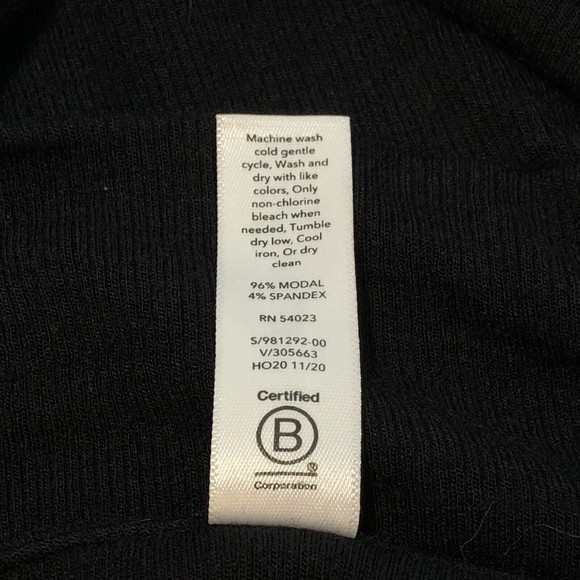 Machine wash
cold gentle
cycle, Wash and
dry with like
colors, Only
non-chlorine
bleach when
needed, Tumble
dry low, Cool
iron, Or dry
clean
96% MODAL
4% SPANDEX
RN 54023
S/981292-00
V/305663
HO20 11/20
Certified
B
®
Corporation